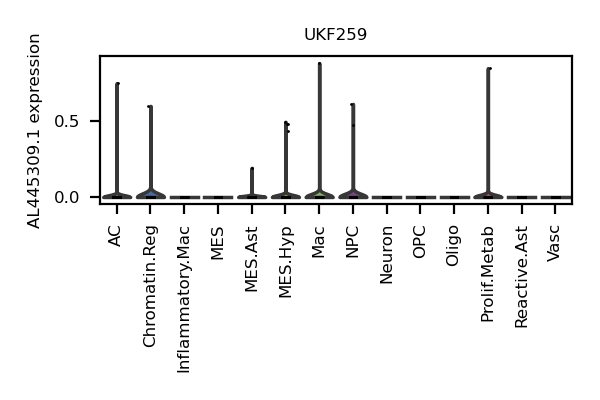 UKF259
AL445309.1 expression
0.5
0.0
AC
Chromatin.Reg
Inflammatory.Mac
MES
MES.Ast
MES.Hyp
Mac
NPC
Neuron
OPC
Oligo
Prolif.Metab
Reactive.Ast
Vasc